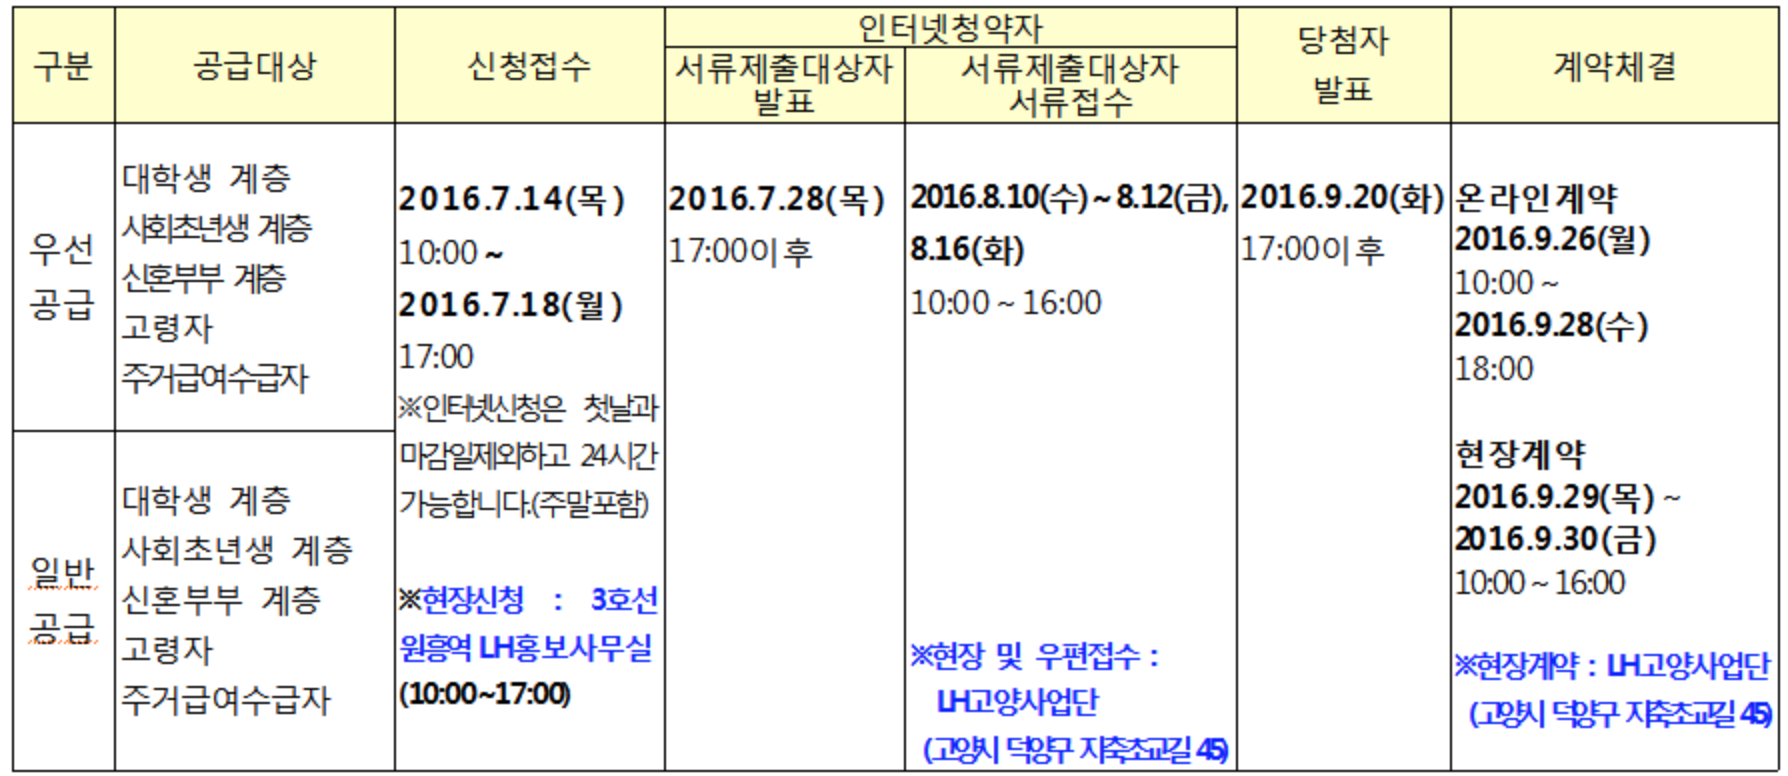 구분
공급대상
신청접수
인터넷청약자
서류제출대상자
발표
서류제출대상자
서류접수
당첨자
발표
계약체결
우선
공급
대학생 계층
사회초년생 계층
신혼부부 계층
고령자
주거급여수급자
일반
공급
대학생 계층
사회초년생 계층
신혼부부 계층
고령자
주거급여수급자
2016.7.14(목)
10:00 ~
2016.7.18(월)
17:00
※인터넷신청은 첫날과
마감일제외하고 24시간
가능합니다.(주말포함)
※현장신청 : 3호선
원흥역 LH홍보사무실
(10:00~17:00)
2016.7.28(목)
17:00이후
2016.8.10(수) ~ 8.12(금),
8.16(화)
10:00 ~ 16:00
※현장 및 우편접수 :
LH고양사업단
(고양시 덕양구 지축초교길 45)
2016.9.20(화)
17:00이후
온라인계약
2016.9.26(월)
10:00 ~
2016.9.28(수)
18:00
현장계약
2016.9.29(목) ~
2016.9.30(금)
10:00 ~ 16:00
※현장계약 : LH고양사업단
(고양시 덕양구 지축초교길 45)